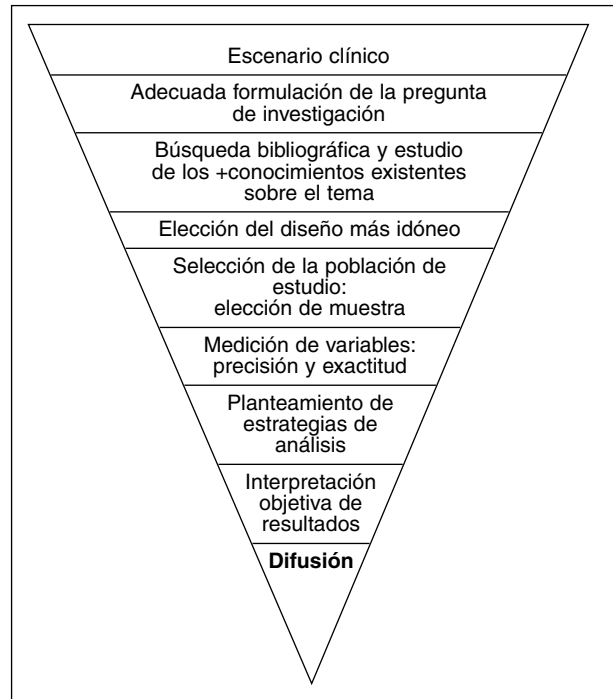 Escenario clínico
Adecuada formulación de la pregunta
de investigación
Búsqueda bibliográfica y estudio
de los +conocimientos existentes
sobre el tema
Elección del diseño más idóneo
Selección de la población de
estudio:
elección de muestra
Medición de variables:
precisión y exactitud
Planteamiento de
estrategias de
análisis
Interpretación
objetiva de
resultados
Difusión